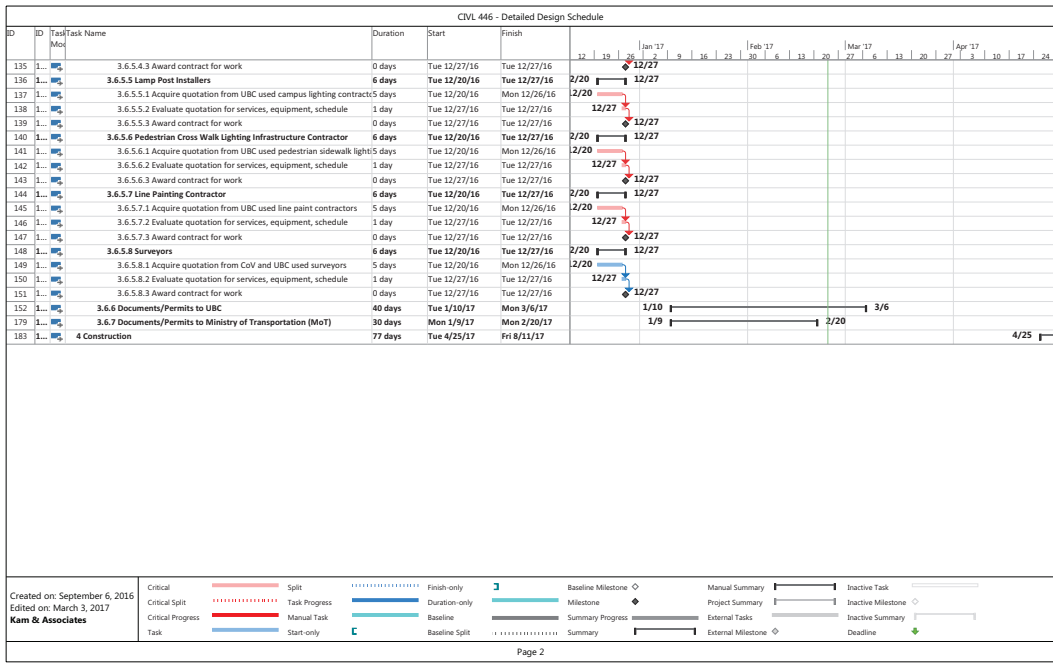 CIVL 446 - Detailed Design Schedule
ID ID Task Mod Task Name Duration Start Finish
Jan '17 Feb '17 Mar '17 Apr '17
12 19 26 2 9 16 23 30 6 13 20 27 6 13 20 27 3 10 17 24
135 1... 3.6.5.4.3 Award contract for work 0 days Tue 12/27/16 Tue 12/27/16 12/27
136 1... 3.6.5.5 Lamp Post Installers 6 days Tue 12/20/16 Tue 12/27/16 2/20 12/27
137 1... 3.6.5.5.1 Acquire quotation from UBC used campus lighting contracto 5 days Tue 12/20/16 Mon 12/26/16 12/20
138 1... 3.6.5.5.2 Evaluate quotation for services, equipment, schedule 1 day Tue 12/27/16 Tue 12/27/16 12/27
139 1... 3.6.5.5.3 Award contract for work 0 days Tue 12/27/16 Tue 12/27/16 12/27
140 1... 3.6.5.6 Pedestrian Cross Walk Lighting Infrastructure Contractor 6 days Tue 12/20/16 Tue 12/27/16 2/20 12/27
141 1... 3.6.5.6.1 Acquire quotation from UBC used pedestrian sidewalk lighti 5 days Tue 12/20/16 Mon 12/26/16 12/20
142 1... 3.6.5.6.2 Evaluate quotation for services, equipment, schedule 1 day Tue 12/27/16 Tue 12/27/16 12/27
143 1... 3.6.5.6.3 Award contract for work 0 days Tue 12/27/16 Tue 12/27/16 12/27
144 1... 3.6.5.7 Line Painting Contractor 6 days Tue 12/20/16 Tue 12/27/16 2/20 12/27
145 1... 3.6.5.7.1 Acquire quotation from UBC used line paint contractors 5 days Tue 12/20/16 Mon 12/26/16 12/20
146 1... 3.6.5.7.2 Evaluate quotation for services, equipment, schedule 1 day Tue 12/27/16 Tue 12/27/16 12/27
147 1... 3.6.5.7.3 Award contract for work 0 days Tue 12/27/16 Tue 12/27/16 12/27
148 1... 3.6.5.8 Surveyors 6 days Tue 12/20/16 Tue 12/27/16 2/20 12/27
149 1... 3.6.5.8.1 Acquire quotation from CoV and UBC used surveyors 5 days Tue 12/20/16 Mon 12/26/16 12/20
150 1... 3.6.5.8.2 Evaluate quotation for services, equipment, schedule 1 day Tue 12/27/16 Tue 12/27/16 12/27
151 1... 3.6.5.8.3 Award contract for work 0 days Tue 12/27/16 Tue 12/27/16 12/27
152 1... 3.6.6 Documents/Permits to UBC 40 days Tue 1/10/17 Mon 3/6/17 1/10 3/6
179 1... 3.6.7 Documents/Permits to Ministry of Transportation (MoT) 30 days Mon 1/9/17 Mon 2/20/17 1/9 2/20
183 1... 4 Construction 77 days Tue 4/25/17 Fri 8/11/17 4/25
Created on: September 6, 2016
Edited on: March 3, 2017
Kam & Associates
Critical Split Finish-only Baseline Milestone Manual Summary Inactive Task
Critical Split Task Progress Duration-only Milestone Project Summary Inactive Milestone
Critical Progress Manual Task Baseline Summary Progress External Tasks Inactive Summary
Task Start-only Baseline Split Summary External Milestone Deadline
Page 2